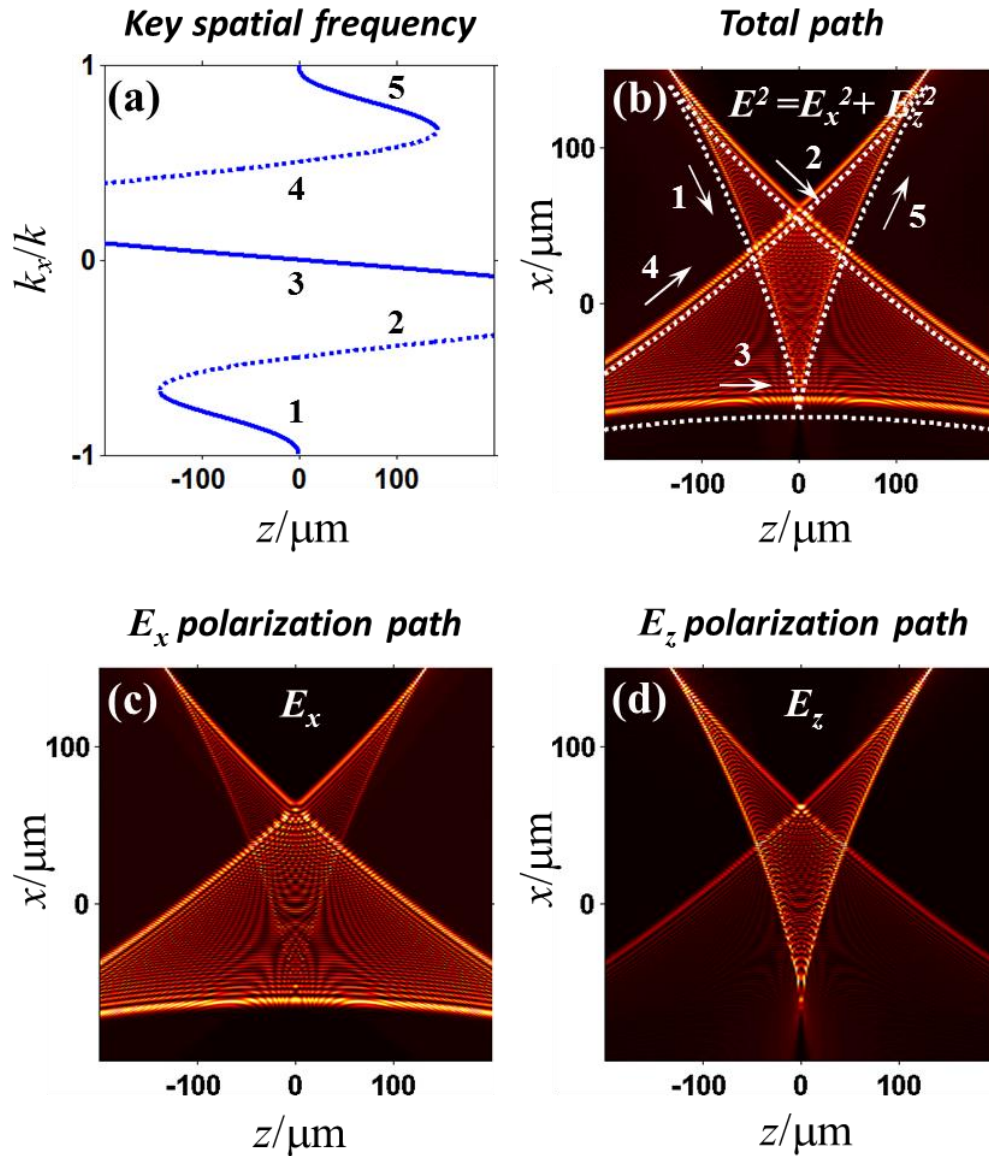 Key spatial frequency
Total path
(a)
1
0
-1
5
4
3
2
1
-100 0 100
k_x/k
z/μm
(b)
E² =E_x²+ E_z²
100
0
1
2
3
4
5
-100 0 100
x/μm
z/μm
E_x polarization path
E_z polarization path
(c)
E_x
100
0
-100 0 100
x/μm
z/μm
(d)
E_z
100
0
-100 0 100
x/μm
z/μm